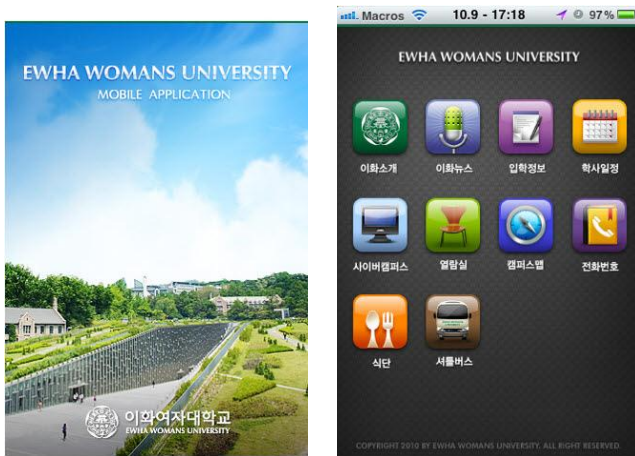 EWHA WOMANS UNIVERSITY
MOBILE APPLICATION
이화여자대학교
EWHA WOMANS UNIVERSITY
Macros 10.9 - 17:18 97%
EWHA WOMANS UNIVERSITY
이화소개 이화뉴스 입학정보 학사일정
사이버캠퍼스 열람실 캠퍼스맵 전화번호
식단 셔틀버스
COPYRIGHT 2010 BY EWHA WOMANS UNIVERSITY. ALL RIGHT RESERVED.